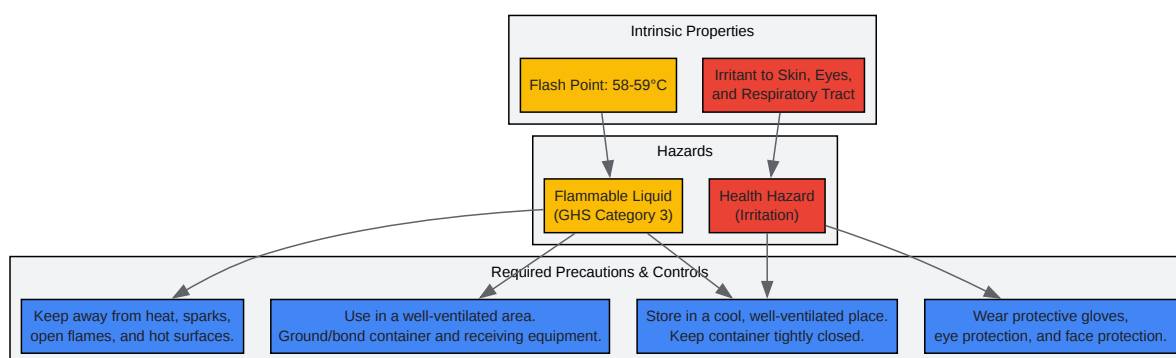 Intrinsic Properties
Flash Point: 58-59°C
Irritant to Skin, Eyes,
and Respiratory Tract
Hazards
Flammable Liquid
(GHS Category 3)
Health Hazard
(Irritation)
Required Precautions & Controls
Keep away from heat, sparks,
open flames, and hot surfaces.
Use in a well-ventilated area.
Ground/bond container and receiving equipment.
Store in a cool, well-ventilated place.
Keep container tightly closed.
Wear protective gloves,
eye protection, and face protection.